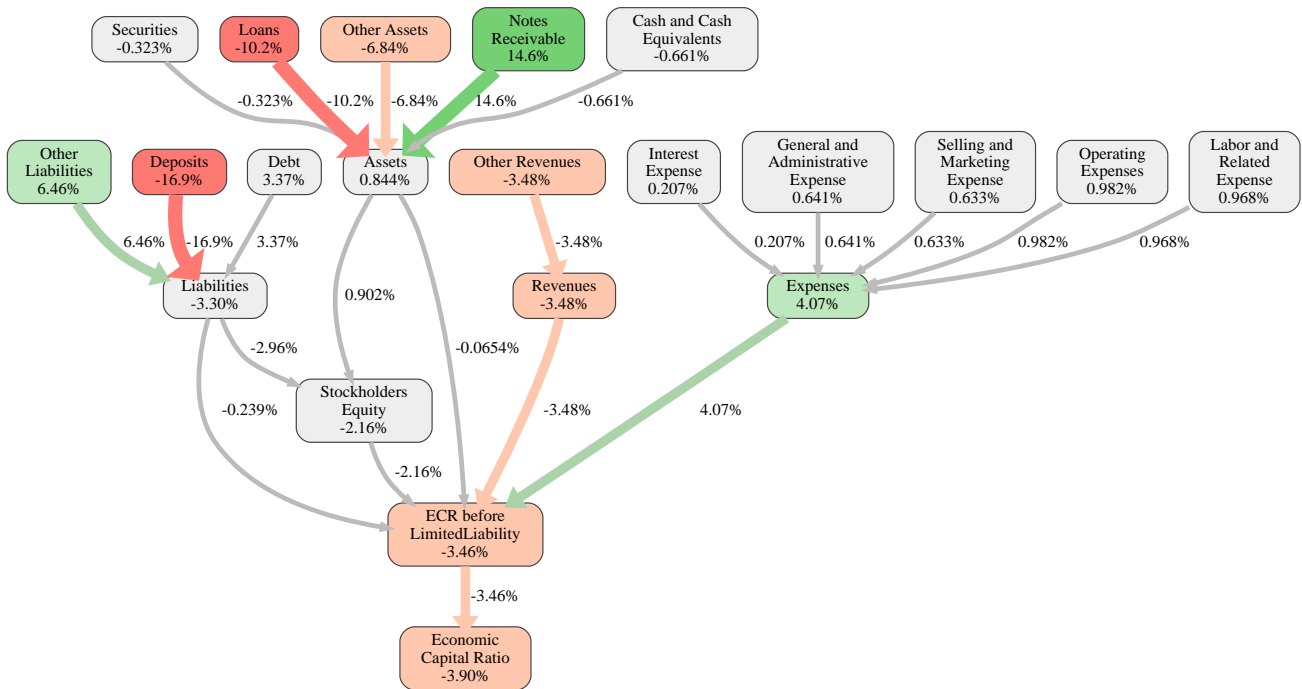 Securities
-0.323%
Loans
-10.2%
Other Assets
-6.84%
Notes
Receivable
14.6%
Cash and Cash
Equivalents
-0.661%
-0.323%
-10.2%
-6.84%
14.6%
-0.661%
Other
Liabilities
6.46%
Deposits
-16.9%
Debt
3.37%
Assets
0.844%
Other Revenues
-3.48%
Interest
Expense
0.207%
General and
Administrative
Expense
0.641%
Selling and
Marketing
Expense
0.633%
Operating
Expenses
0.982%
Labor and
Related
Expense
0.968%
6.46%
-16.9%
3.37%
-3.48%
0.207%
0.641%
0.633%
0.982%
0.968%
Liabilities
-3.30%
0.902%
Revenues
-3.48%
Expenses
4.07%
-2.96%
-0.0654%
Stockholders
Equity
-2.16%
-0.239%
-3.48%
4.07%
-2.16%
ECR before
LimitedLiability
-3.46%
-3.46%
Economic
Capital Ratio
-3.90%